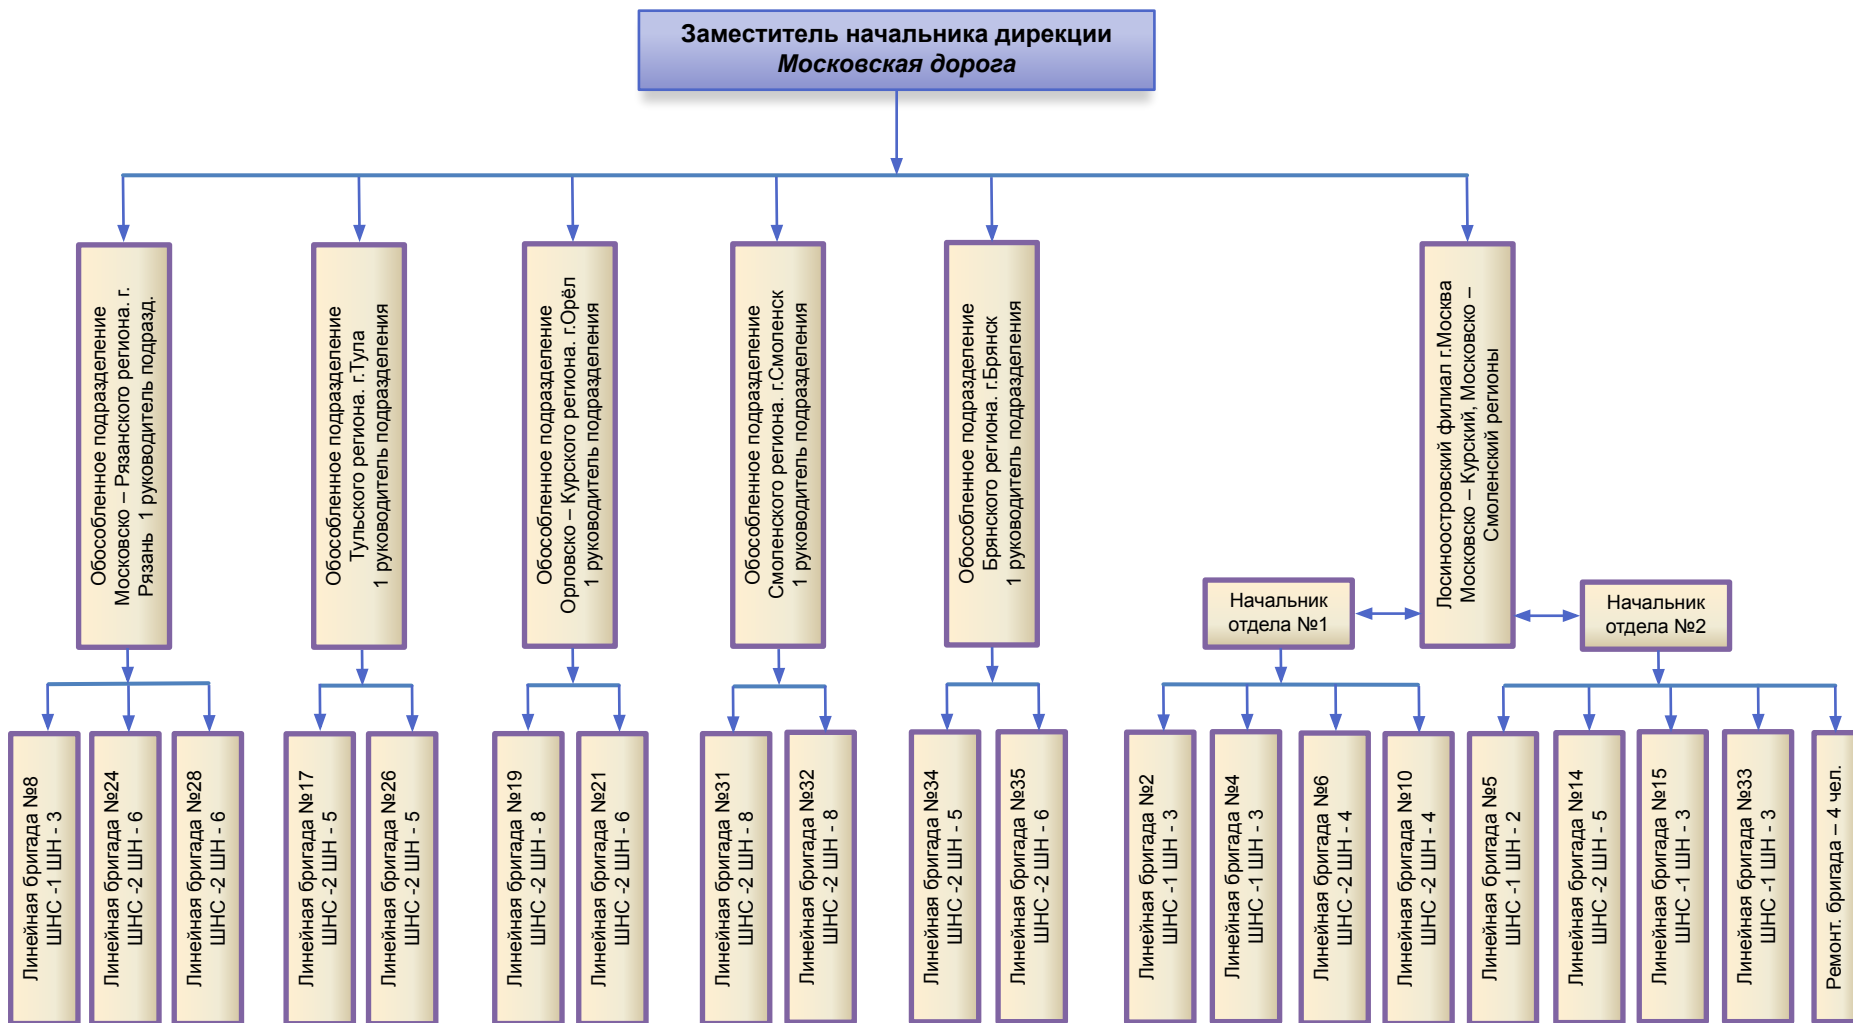 Заместитель начальника дирекции
Московская дорога
Обособленное подразделение
Московско – Рязанского региона. г.
Рязань 1 руководитель подразд.
Обособленное подразделение
Тульского региона. г.Тула
1 руководитель подразделения
Обособленное подразделение
Орловско – Курского региона. г.Орёл
1 руководитель подразделения
Обособленное подразделение
Смоленского региона. г.Смоленск
1 руководитель подразделения
Обособленное подразделение
Брянского региона. г.Брянск
1 руководитель подразделения
Лосиноостровский филиал г.Москва
Московско – Курский, Московско –
Смоленский регионы
Начальник
отдела №1
Начальник
отдела №2
Линейная бригада №8
ШНС -1 ШН - 3
Линейная бригада №24
ШНС -2 ШН - 6
Линейная бригада №28
ШНС -2 ШН - 6
Линейная бригада №17
ШНС -2 ШН - 5
Линейная бригада №26
ШНС -2 ШН - 5
Линейная бригада №19
ШНС -2 ШН - 8
Линейная бригада №21
ШНС -2 ШН - 6
Линейная бригада №31
ШНС -2 ШН - 8
Линейная бригада №32
ШНС -2 ШН - 8
Линейная бригада №34
ШНС -2 ШН - 5
Линейная бригада №35
ШНС -2 ШН - 6
Линейная бригада №2
ШНС -1 ШН - 3
Линейная бригада №4
ШНС -1 ШН - 3
Линейная бригада №6
ШНС -2 ШН - 4
Линейная бригада №10
ШНС -2 ШН - 4
Линейная бригада №5
ШНС -1 ШН - 2
Линейная бригада №14
ШНС -2 ШН - 5
Линейная бригада №15
ШНС -1 ШН - 3
Линейная бригада №33
ШНС -1 ШН - 3
Ремонт. бригада – 4 чел.